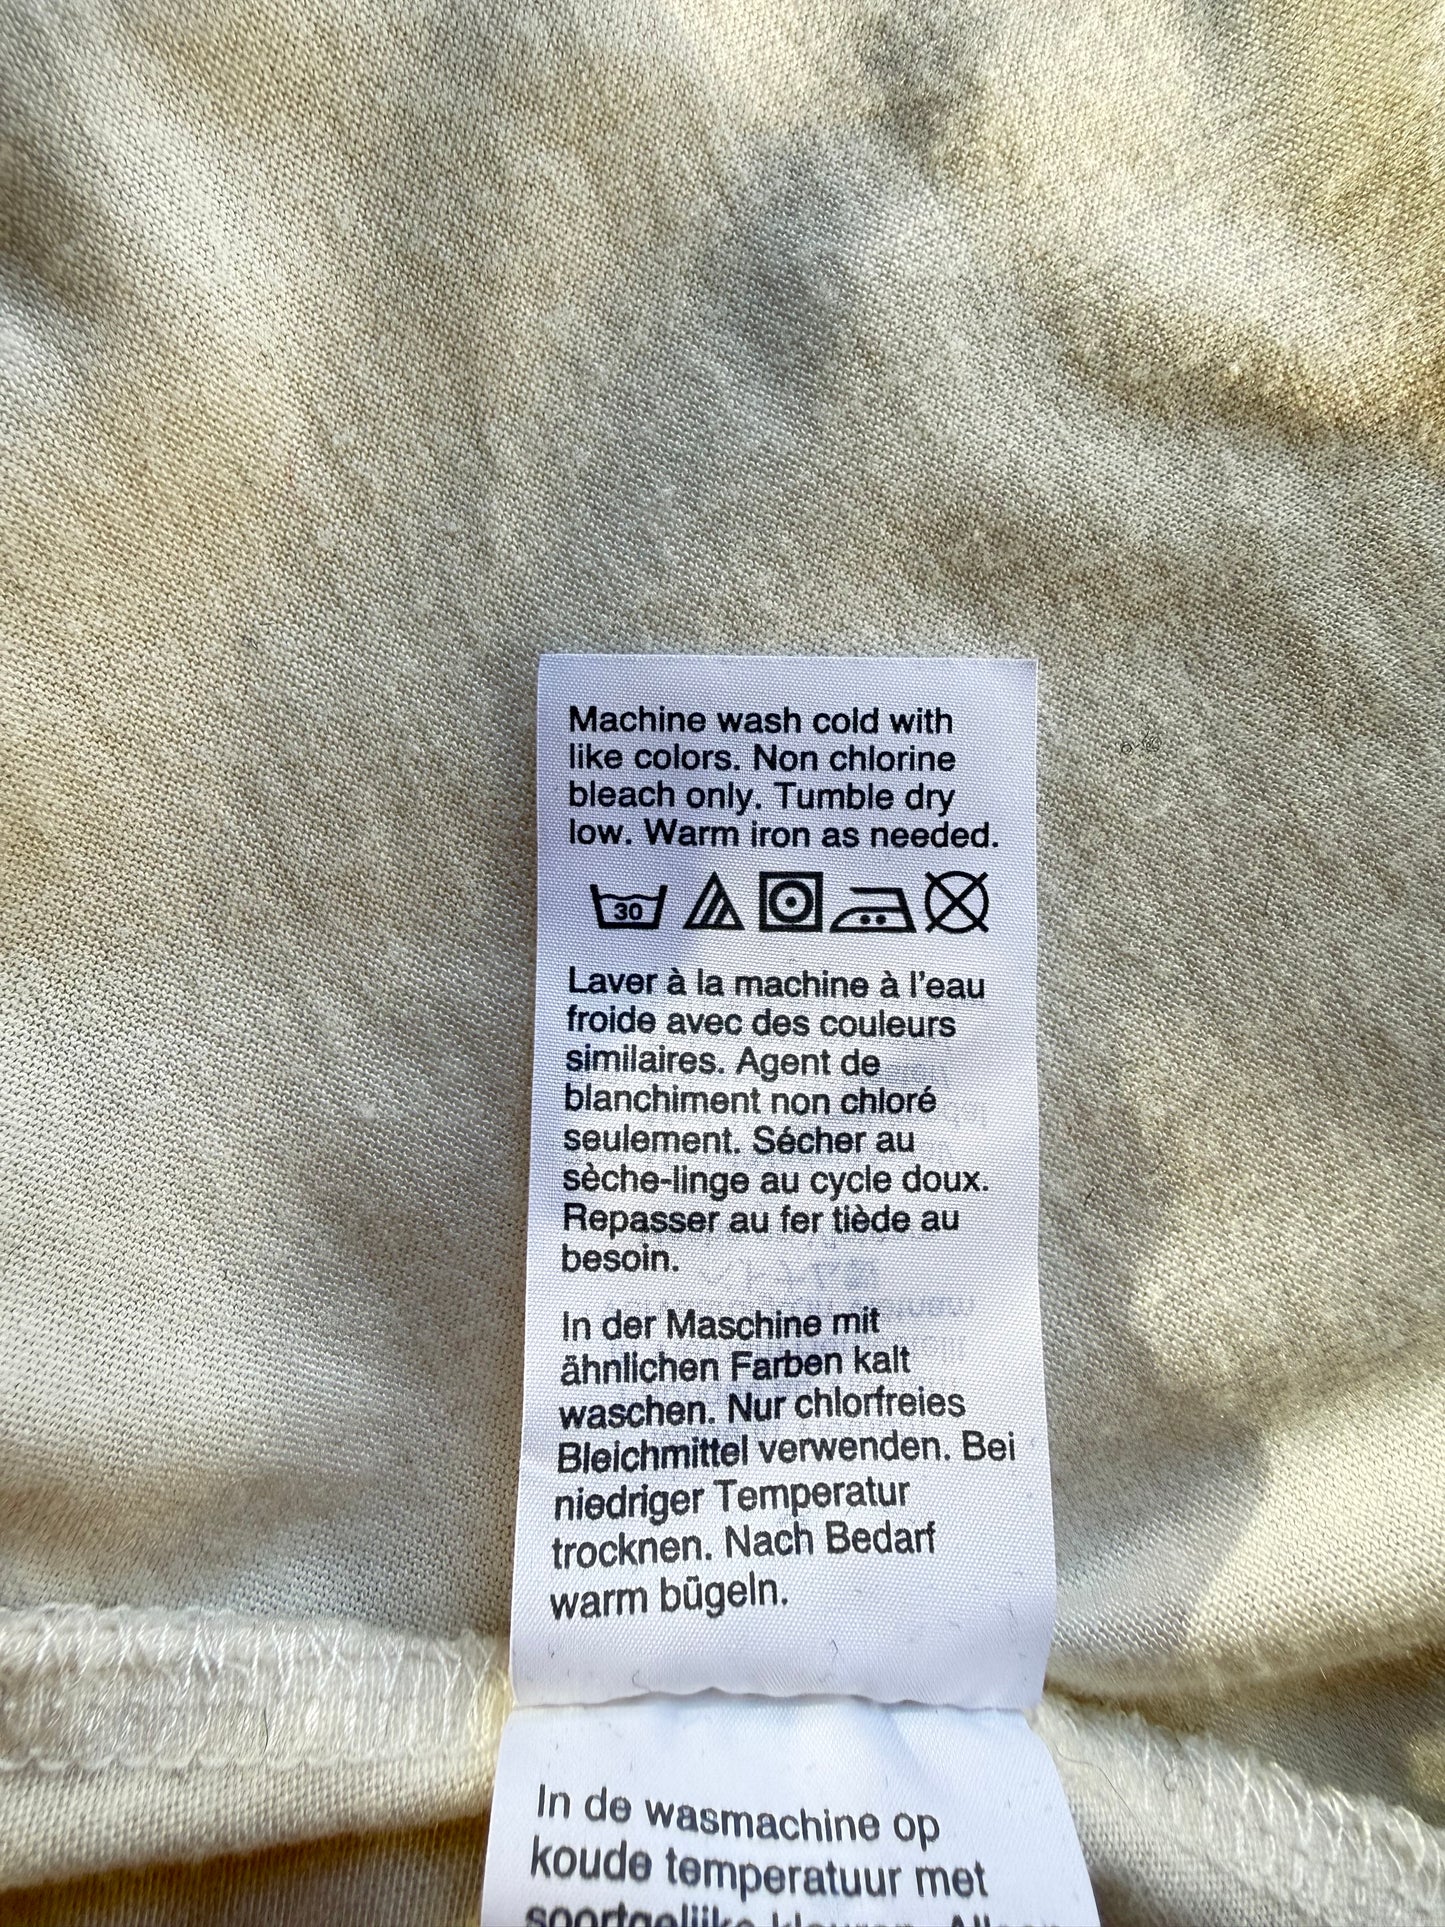 Machine wash cold with
like colors. Non chlorine
bleach only. Tumble dry
low. Warm iron as needed.
30
Laver à la machine à l'eau
froide avec des couleurs
similaires. Agent de
blanchiment non chloré
seulement. Sécher au
sèche-linge au cycle doux.
Repasser au fer tiède au
besoin.
In der Maschine mit
ähnlichen Farben kalt
waschen. Nur chlorfreies
Bleichmittel verwenden. Bei
niedriger Temperatur
trocknen. Nach Bedarf
warm bügeln.
In de wasmachine op
koude temperatuur met
soortgelijke kleuren.